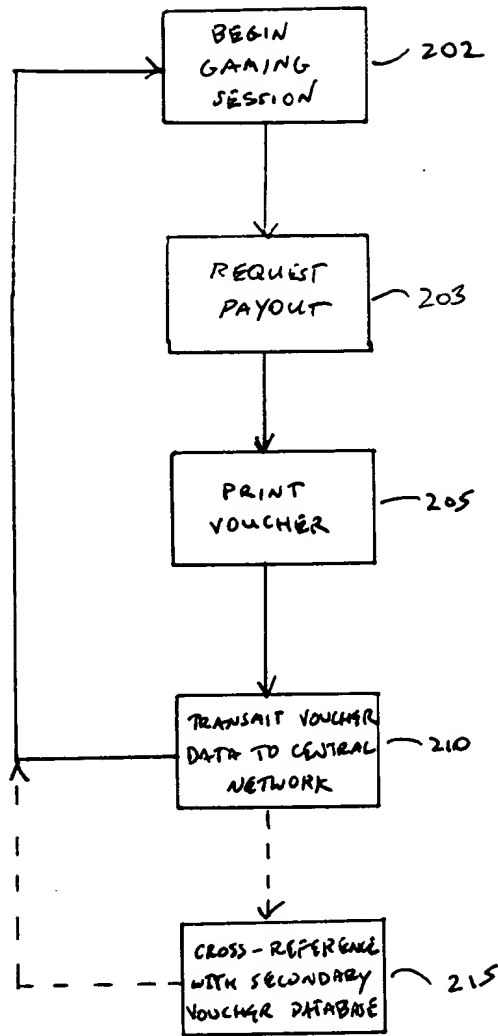 BEGIN
GAMING
SESSION
202
REQUEST
PAYOUT
203
PRINT
VOUCHER
205
TRANSMIT VOUCHER
DATA TO CENTRAL
NETWORK
210
CROSS-REFERENCE
WITH SECONDARY
VOUCHER DATABASE
215